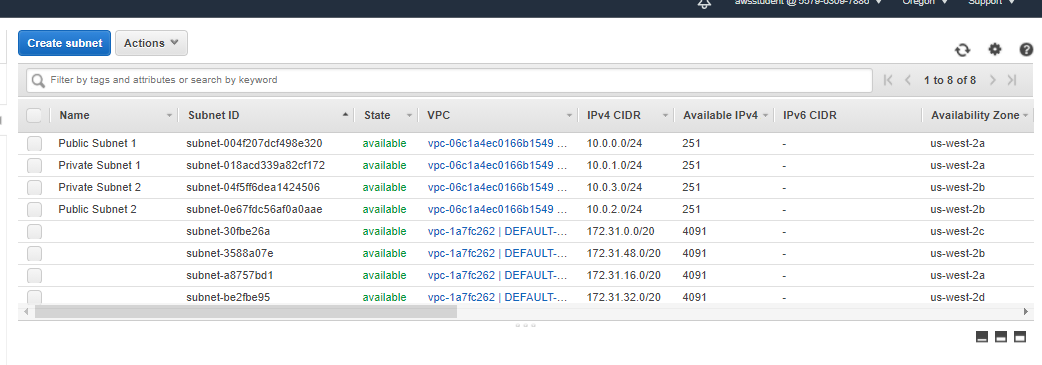 awsstudent @ 5579-6309-7886 Oregon Support
Create subnet Actions
Filter by tags and attributes or search by keyword
1 to 8 of 8
Name Subnet ID State VPC IPv4 CIDR Available IPv4 IPv6 CIDR Availability Zone
Public Subnet 1 subnet-004f207dcf498e320 available vpc-06c1a4ec0166b1549 ... 10.0.0.0/24 251 - us-west-2a
Private Subnet 1 subnet-018acd339a82cf172 available vpc-06c1a4ec0166b1549 ... 10.0.1.0/24 251 - us-west-2a
Private Subnet 2 subnet-04f5ff6dea1424506 available vpc-06c1a4ec0166b1549 ... 10.0.3.0/24 251 - us-west-2b
Public Subnet 2 subnet-0e67fdc56af0a0aae available vpc-06c1a4ec0166b1549 ... 10.0.2.0/24 251 - us-west-2b
subnet-30fbe26a available vpc-1a7fc262 | DEFAULT-... 172.31.0.0/20 4091 - us-west-2c
subnet-3588a07e available vpc-1a7fc262 | DEFAULT-... 172.31.48.0/20 4091 - us-west-2b
subnet-a8757bd1 available vpc-1a7fc262 | DEFAULT-... 172.31.16.0/20 4091 - us-west-2a
subnet-be2fbe95 available vpc-1a7fc262 | DEFAULT-... 172.31.32.0/20 4091 - us-west-2d